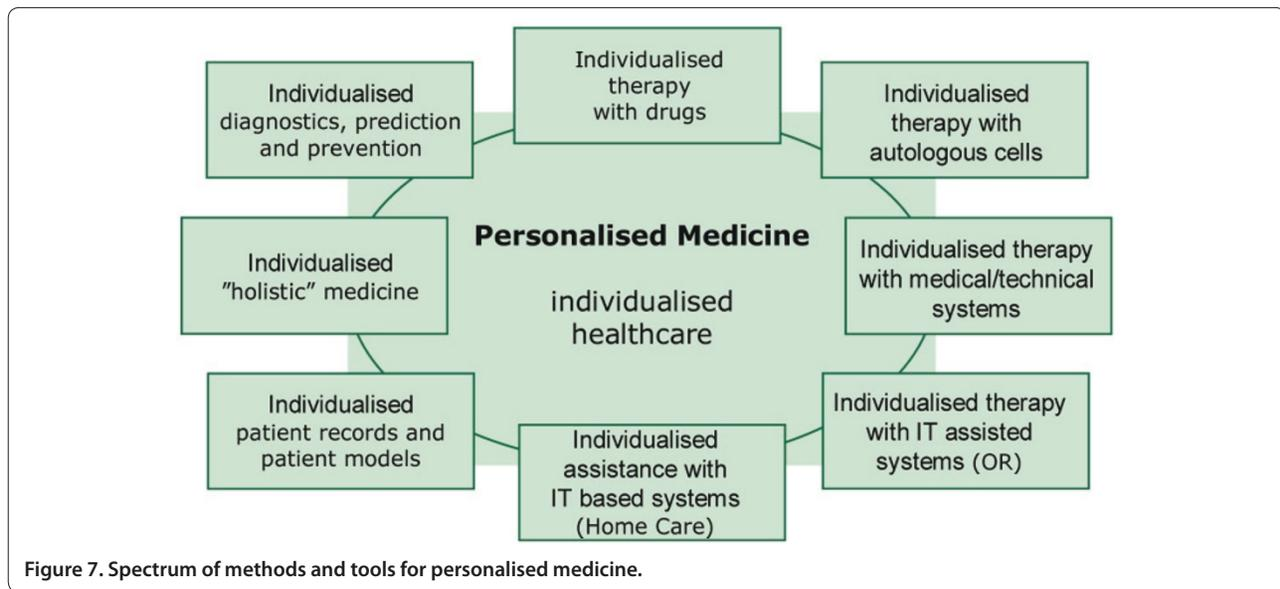 Individualised
therapy
with drugs
Individualised
diagnostics, prediction
and prevention
Individualised
therapy with
autologous cells
Personalised Medicine
individualised
healthcare
Individualised
"holistic" medicine
Individualised therapy
with medical/technical
systems
Individualised
patient records and
patient models
Individualised
assistance with
IT based systems
(Home Care)
Individualised therapy
with IT assisted
systems (OR)
Figure 7. Spectrum of methods and tools for personalised medicine.